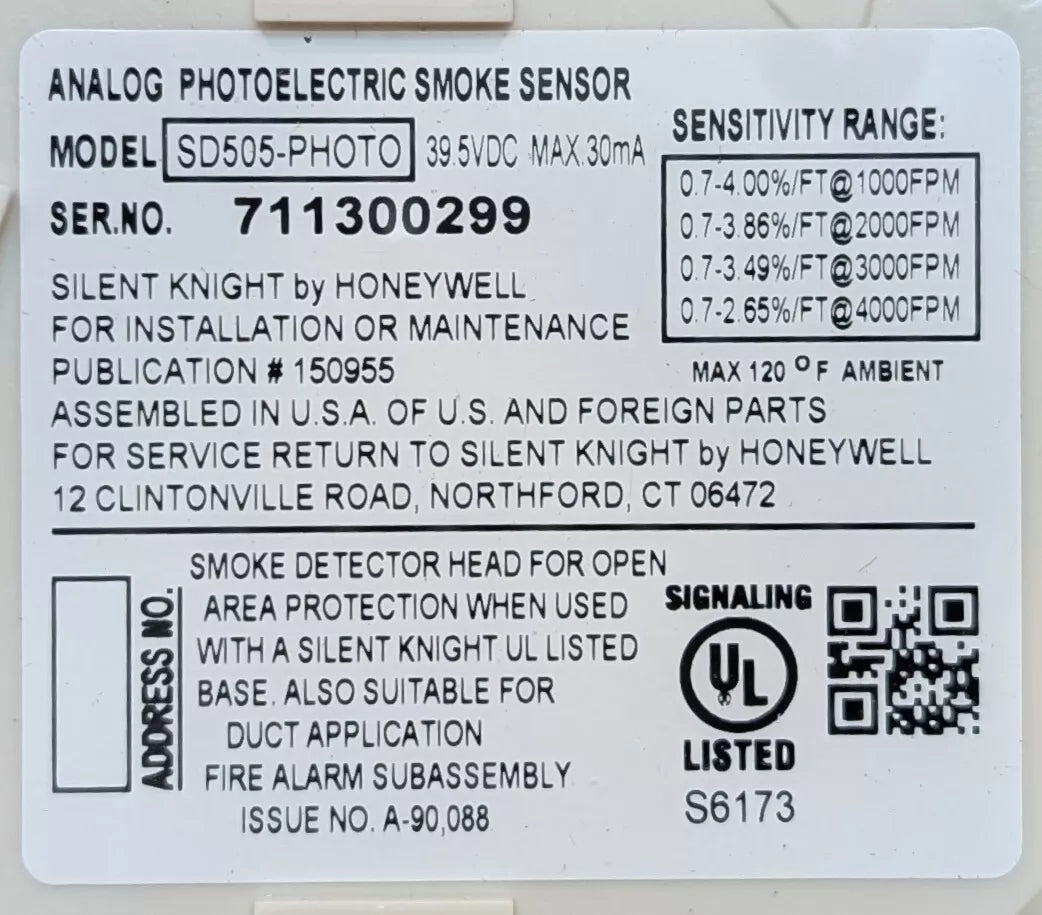 ANALOG PHOTOELECTRIC SMOKE SENSOR
MODEL SD505-PHOTO 39.5VDC MAX.30mA
SER.NO. 711300299
SENSITIVITY RANGE:
0.7-4.00%/FT@1000FPM
0.7-3.86%/FT@2000FPM
0.7-3.49%/FT@3000FPM
0.7-2.65%/FT@4000FPM
MAX 120 °F AMBIENT
SILENT KNIGHT by HONEYWELL
FOR INSTALLATION OR MAINTENANCE
PUBLICATION # 150955
ASSEMBLED IN U.S.A. OF U.S. AND FOREIGN PARTS
FOR SERVICE RETURN TO SILENT KNIGHT by HONEYWELL
12 CLINTONVILLE ROAD, NORTHFORD, CT 06472
ADDRESS NO.
SMOKE DETECTOR HEAD FOR OPEN
AREA PROTECTION WHEN USED
WITH A SILENT KNIGHT UL LISTED
BASE. ALSO SUITABLE FOR
DUCT APPLICATION
FIRE ALARM SUBASSEMBLY
ISSUE NO. A-90,088
SIGNALING
UL
LISTED
S6173